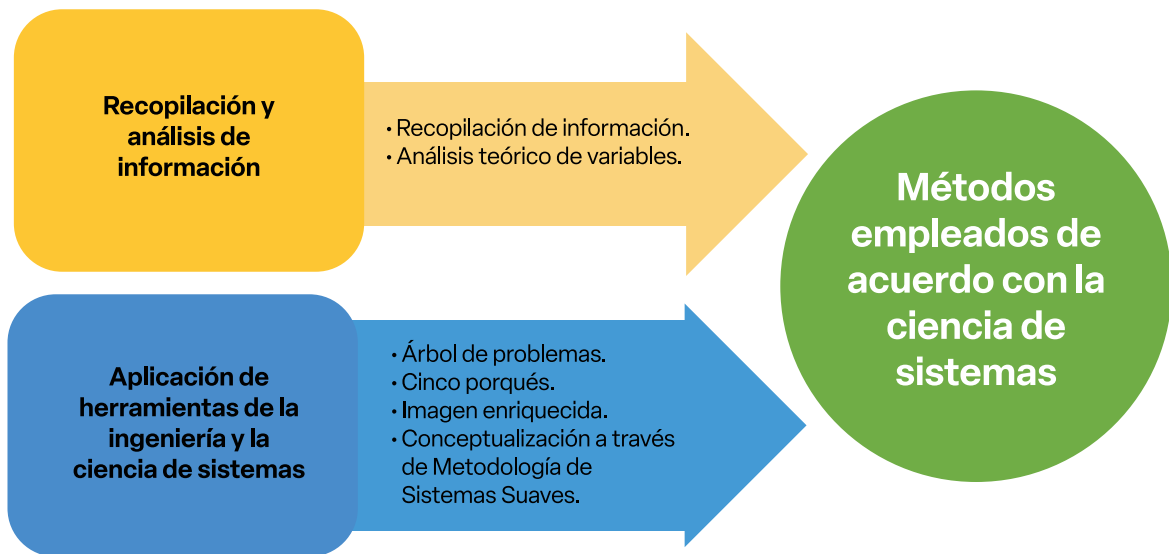 Recopilación y
análisis de
información
• Recopilación de información.
• Análisis teórico de variables.
Aplicación de
herramientas de la
ingeniería y la
ciencia de sistemas
• Árbol de problemas.
• Cinco porqués.
• Imagen enriquecida.
• Conceptualización a través
de Metodología de
Sistemas Suaves.
Métodos
empleados de
acuerdo con la
ciencia de
sistemas